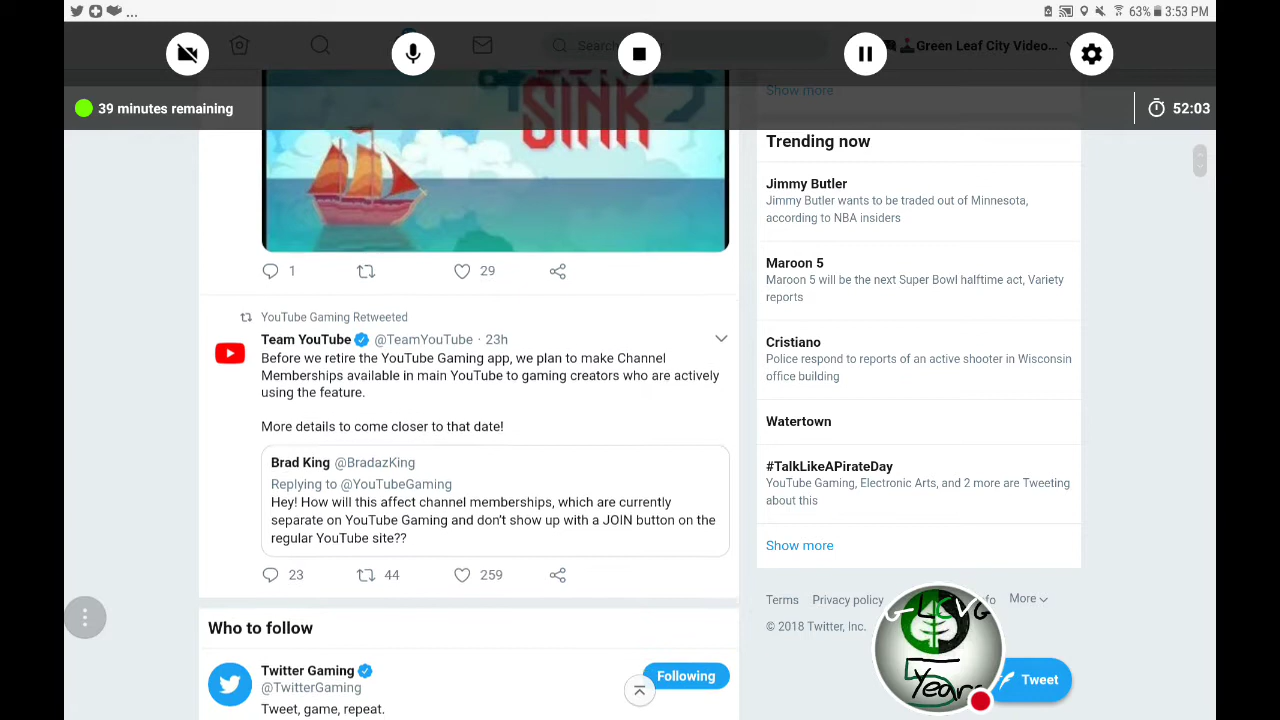 ...
63% 3:53 PM
Search
Green Leaf City Video...
39 minutes remaining
52:03
SINK
1
29
YouTube Gaming Retweeted
Team YouTube @TeamYouTube · 23h
Before we retire the YouTube Gaming app, we plan to make Channel
Memberships available in main YouTube to gaming creators who are actively
using the feature.
More details to come closer to that date!
Brad King @BradazKing
Replying to @YouTubeGaming
Hey! How will this affect channel memberships, which are currently
separate on YouTube Gaming and don't show up with a JOIN button on the
regular YouTube site??
23
44
259
Who to follow
Twitter Gaming
@TwitterGaming
Tweet, game, repeat.
Following
Show more
Trending now
Jimmy Butler
Jimmy Butler wants to be traded out of Minnesota,
according to NBA insiders
Maroon 5
Maroon 5 will be the next Super Bowl halftime act, Variety
reports
Cristiano
Police respond to reports of an active shooter in Wisconsin
office building
Watertown
#TalkLikeAPirateDay
YouTube Gaming, Electronic Arts, and 2 more are Tweeting
about this
Show more
Terms Privacy policy More
© 2018 Twitter, Inc.
G-LCVG
5
Years
Tweet